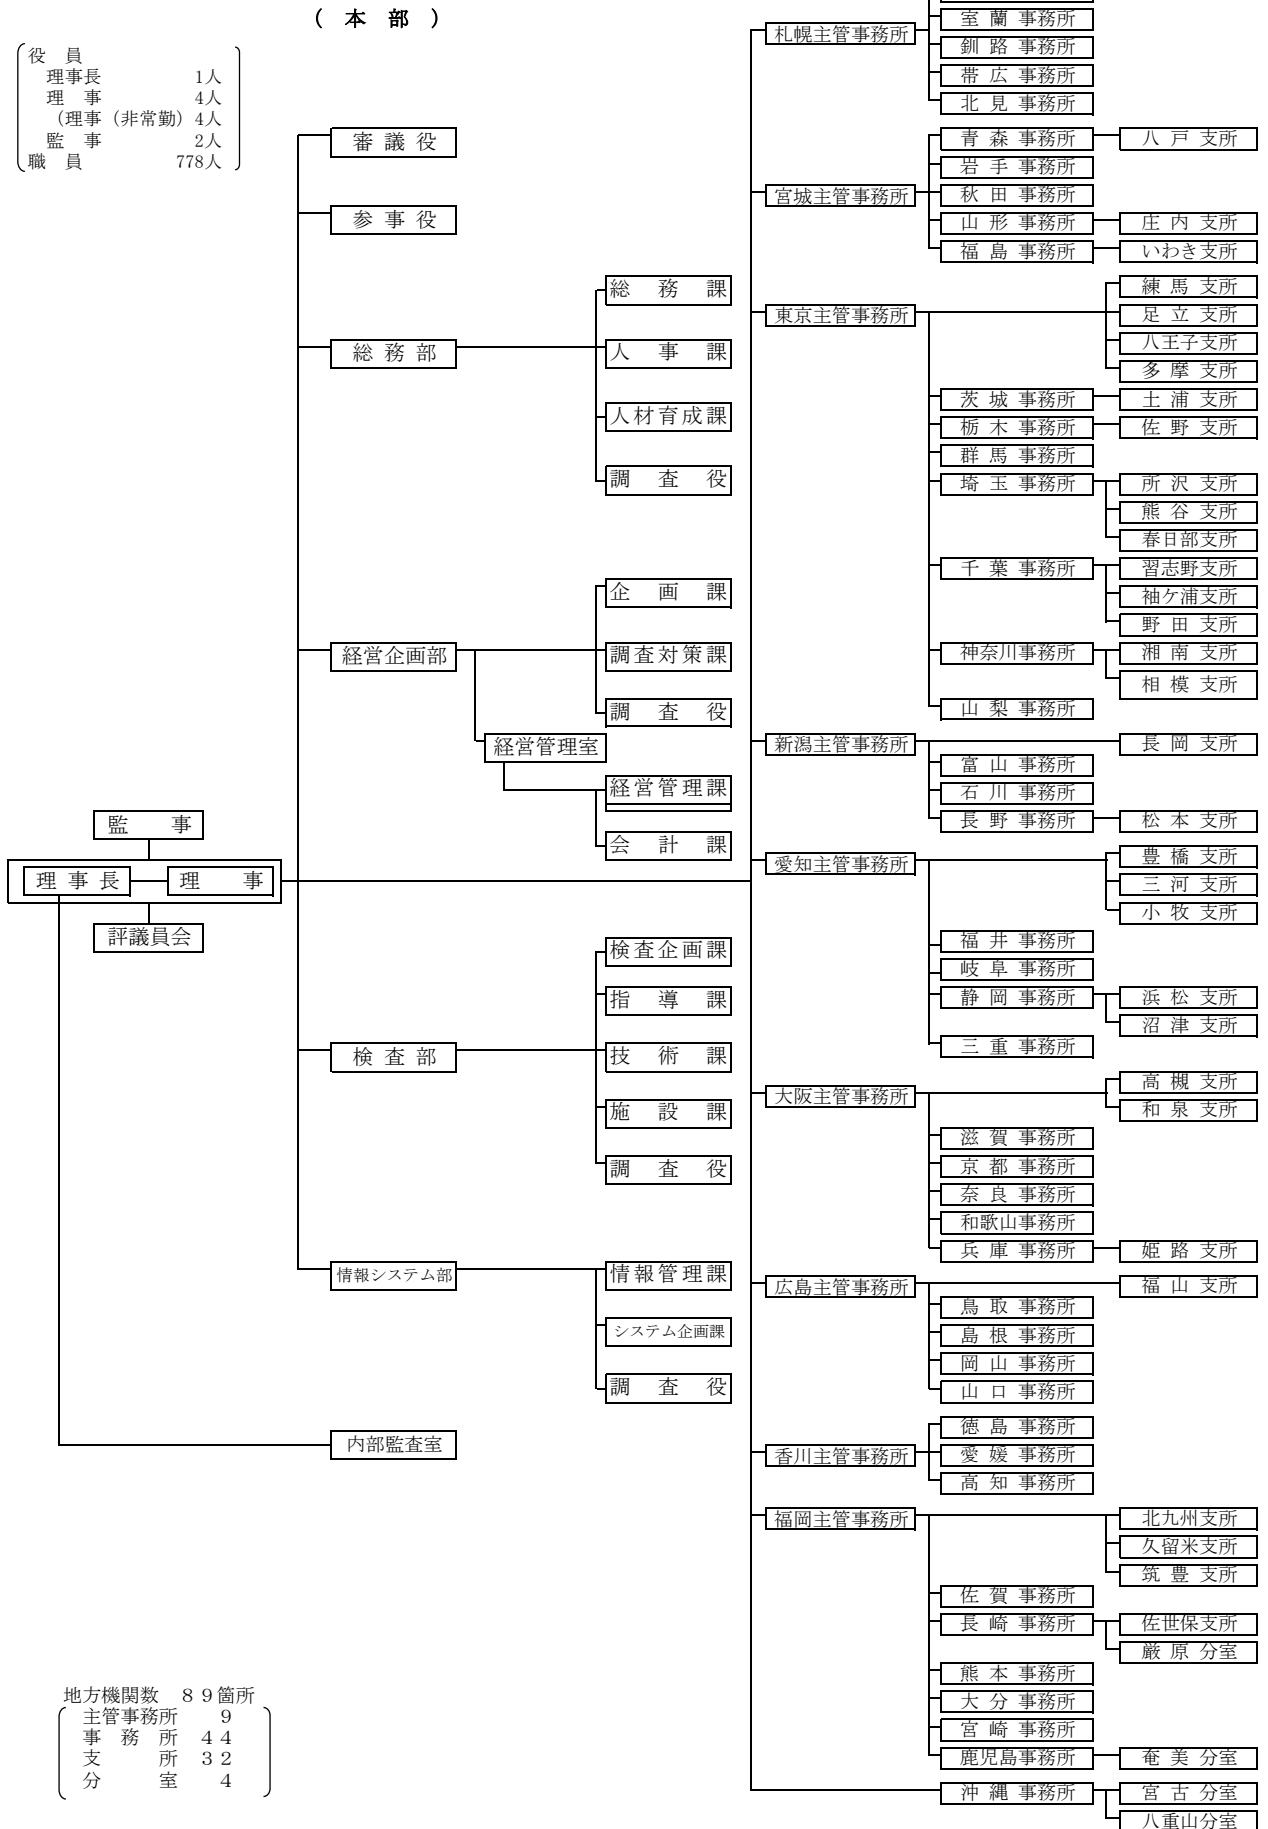 （ 本 部 ）
役 員
理事長 1人
理 事 4人
（理事（非常勤）4人
監 事 2人
職 員 778人
審 議 役
参 事 役
総 務 部
総 務 課
人 事 課
人材育成課
調 査 役
経営企画部
企 画 課
調査対策課
調 査 役
経営管理室
経営管理課
会 計 課
監 事
理 事 長
理 事
評議員会
検 査 部
検査企画課
指 導 課
技 術 課
施 設 課
調 査 役
情報システム部
情報管理課
システム企画課
調 査 役
内部監査室
地方機関数 ８９箇所
主管事務所 ９
事 務 所 ４４
支 所 ３２
分 室 ４
札幌主管事務所
室 蘭 事務所
釧 路 事務所
帯 広 事務所
北 見 事務所
宮城主管事務所
青 森 事務所
八 戸 支所
岩 手 事務所
秋 田 事務所
山 形 事務所
庄 内 支所
福 島 事務所
いわき支所
東京主管事務所
練 馬 支所
足 立 支所
八王子支所
多 摩 支所
茨 城 事務所
土 浦 支所
栃 木 事務所
佐 野 支所
群 馬 事務所
埼 玉 事務所
所 沢 支所
熊 谷 支所
春日部支所
千 葉 事務所
習志野支所
袖ケ浦支所
野 田 支所
神奈川事務所
湘 南 支所
相 模 支所
山 梨 事務所
新潟主管事務所
長 岡 支所
富 山 事務所
石 川 事務所
長 野 事務所
松 本 支所
愛知主管事務所
豊 橋 支所
三 河 支所
小 牧 支所
福 井 事務所
岐 阜 事務所
静 岡 事務所
浜 松 支所
沼 津 支所
三 重 事務所
大阪主管事務所
高 槻 支所
和 泉 支所
滋 賀 事務所
京 都 事務所
奈 良 事務所
和歌山事務所
兵 庫 事務所
姫 路 支所
広島主管事務所
福 山 支所
鳥 取 事務所
島 根 事務所
岡 山 事務所
山 口 事務所
香川主管事務所
徳 島 事務所
愛 媛 事務所
高 知 事務所
福岡主管事務所
北九州支所
久留米支所
筑 豊 支所
佐 賀 事務所
長 崎 事務所
佐世保支所
厳 原 分室
熊 本 事務所
大 分 事務所
宮 崎 事務所
鹿児島事務所
奄 美 分室
沖 縄 事務所
宮 古 分室
八重山分室